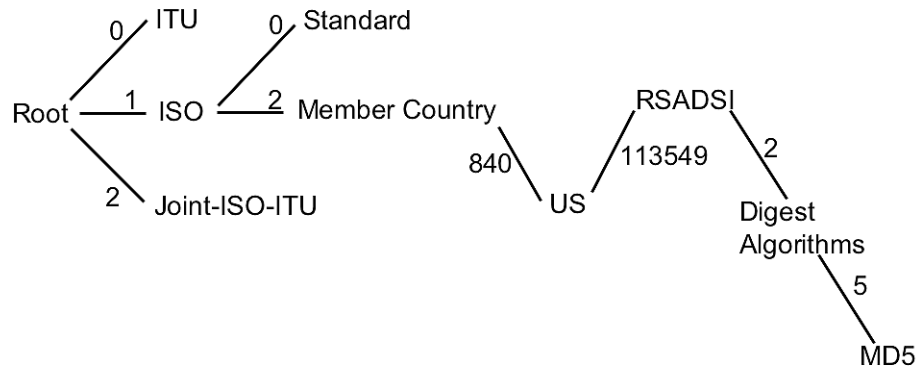 ITU
0
0
Standard
Root
1
ISO
2
Member Country
RSADSI
840
113549
2
2
Joint-ISO-ITU
US
Digest
Algorithms
5
MD5